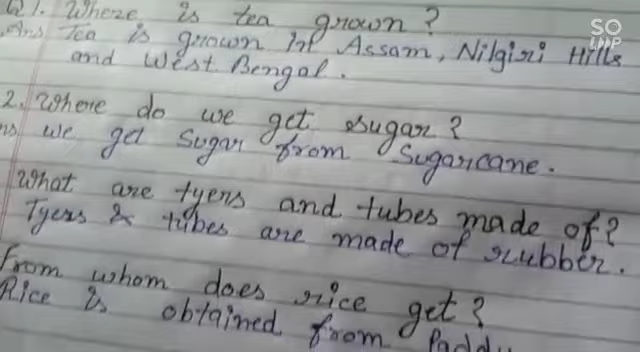 Q1. Where is tea grown?
Ans Tea is grown in Assam, Nilgiri Hills
and West Bengal.
2. Where do we get sugar?
ns we get sugar from Sugarcane.
What are tyers and tubes made of?
Tyers & tubes are made of rubber.
From whom does rice get?
Rice is obtained from Paddy
SO